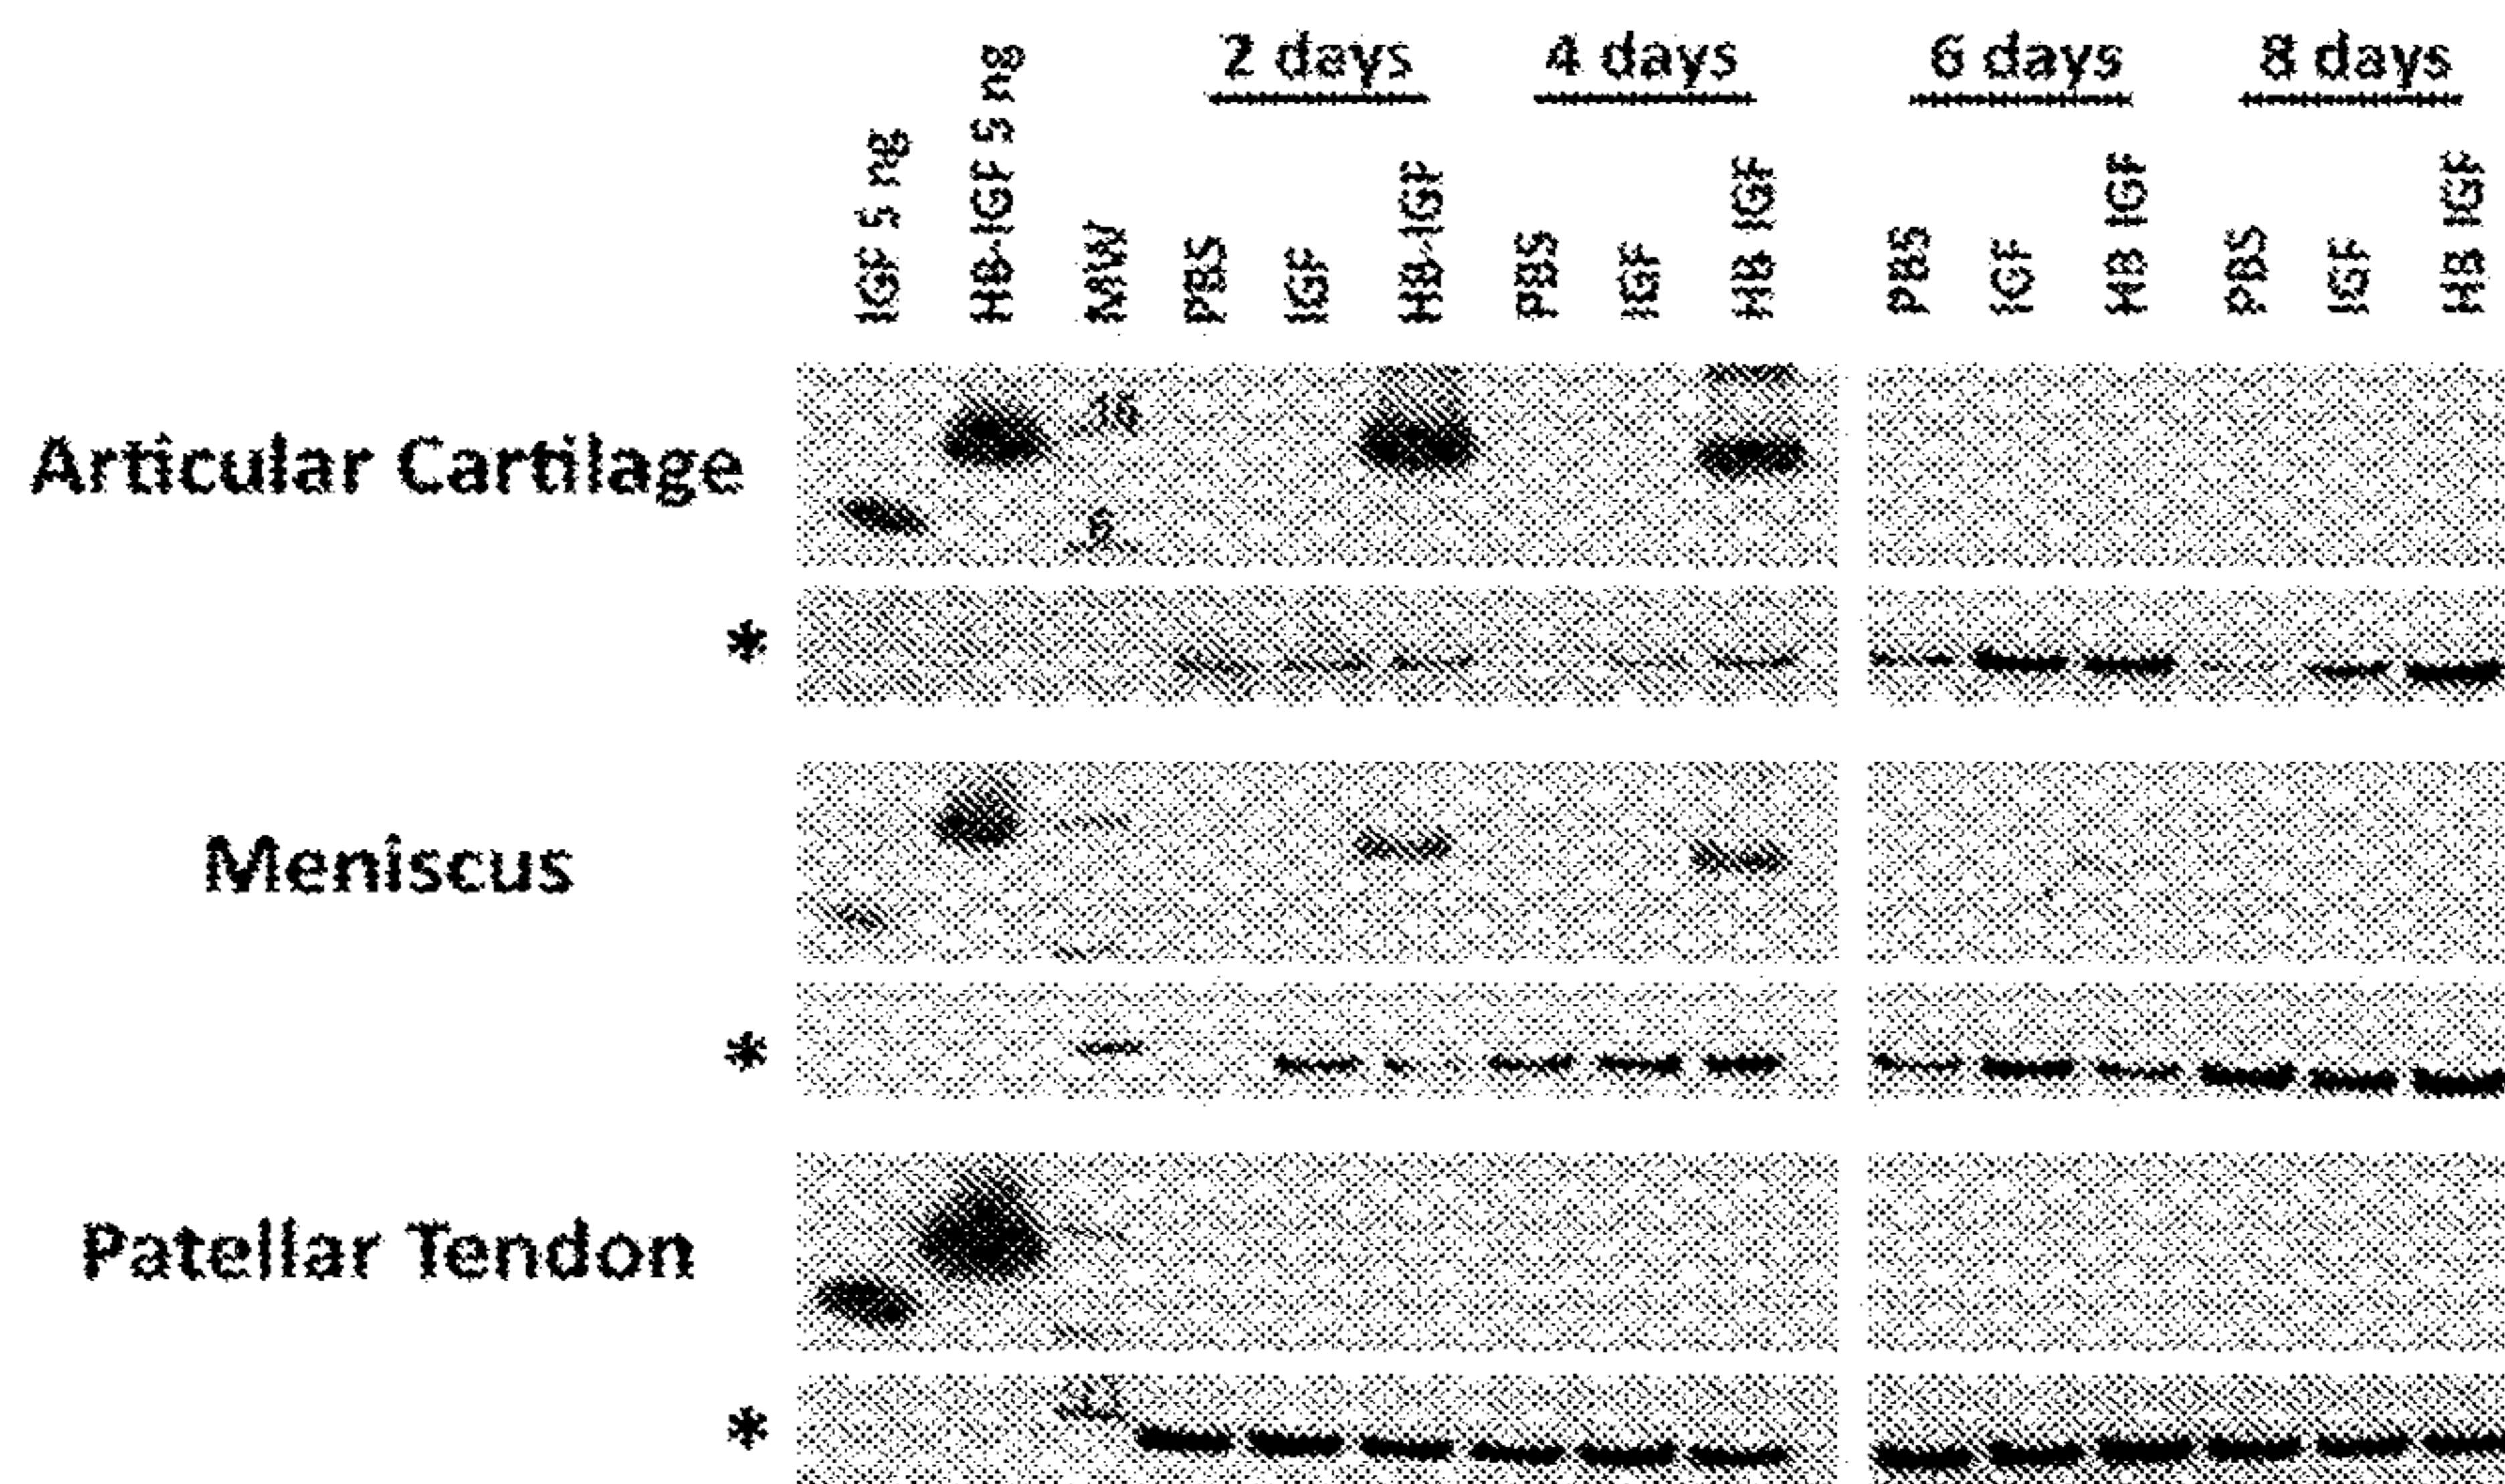 2 days 4 days 6 days 8 days
IGF 5 ng HB-IGF 5 ng MW PBS IGF HB-IGF PBS IGF HB IGF PBS IGF HB IGF PBS IGF HB IGF
Articular Cartilage
16
6
*
Meniscus
*
Patellar Tendon
*